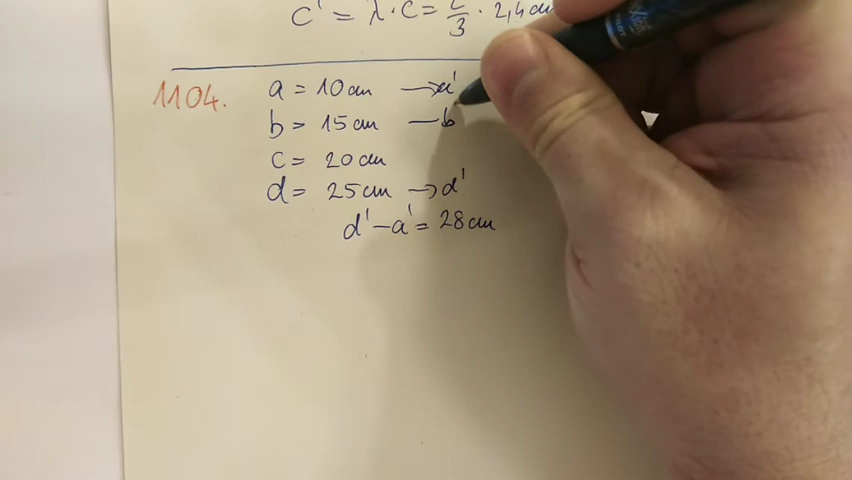 c' = λ · c = 2/3 · 2,4 cm
1104. a = 10 cm → a'
b = 15 cm — b
c = 20 cm
d = 25 cm → d'
d' - a' = 28 cm